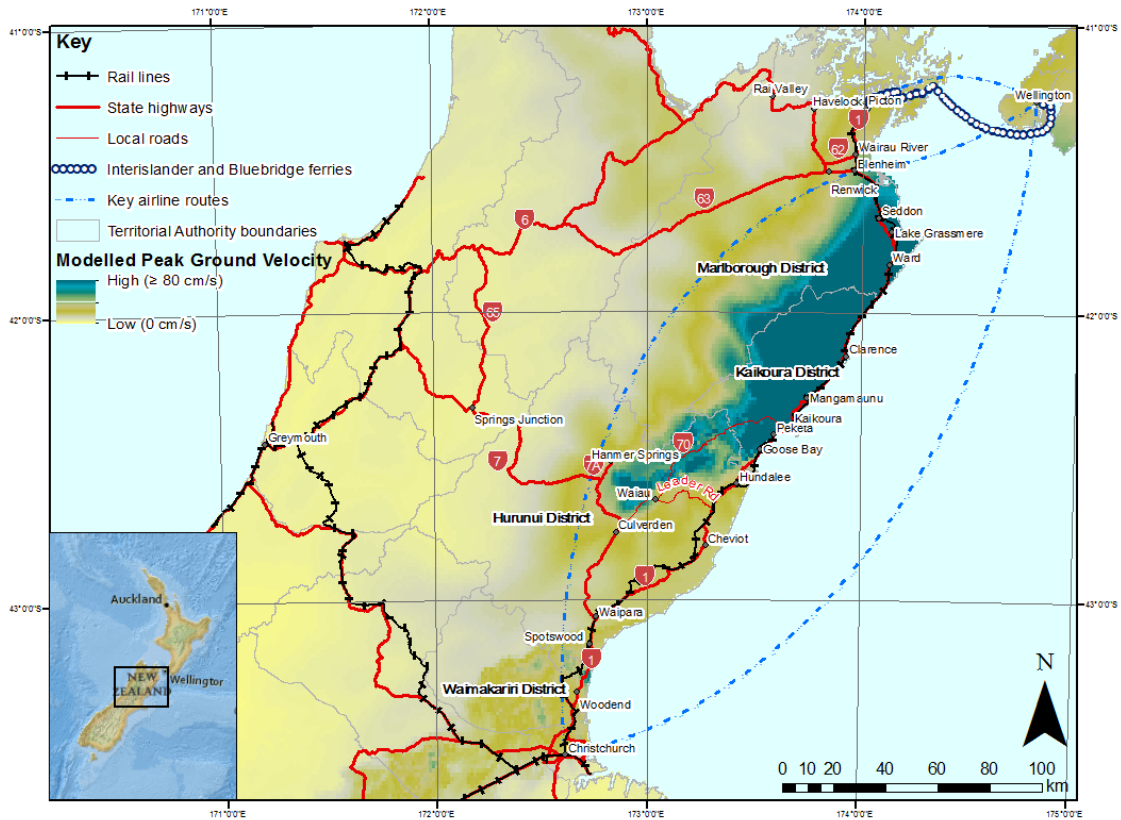 171°0'0"E
172°0'0"E
173°0'0"E
174°0'0"E
41°0'0"S
41°0'0"S
Key
Rail lines
State highways
Local roads
Interislander and Bluebridge ferries
Key airline routes
Territorial Authority boundaries
Modelled Peak Ground Velocity
High (≥ 80 cm/s)
Low (0 cm/s)
Rai Valley
Havelock
Picton
Wellington
1
62
Wairau River
Blenheim
Renwick
63
6
Seddon
Lake Grassmere
Ward
Marlborough District
65
42°0'0"S
42°0'0"S
Clarence
Kaikoura District
Mangamaunu
Kaikoura
Peketa
Springs Junction
Greymouth
70
Goose Bay
7
7A
Hanmer Springs
Hundalee
Waiau
Leader Rd
Hurunui District
Culverden
Cheviot
1
43°0'0"S
43°0'0"S
Waipara
Spotswood
1
Waimakariri District
Woodend
Christchurch
Auckland
Wellington
NEW
ZEALAND
N
0 10 20 40 60 80 100
km
171°0'0"E
172°0'0"E
173°0'0"E
174°0'0"E
175°0'0"E